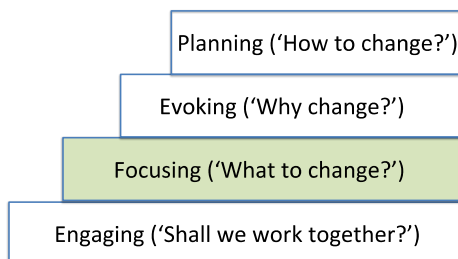 Planning (‘How to change?’)
Evoking (‘Why change?’)
Focusing (‘What to change?’)
Engaging (‘Shall we work together?’)